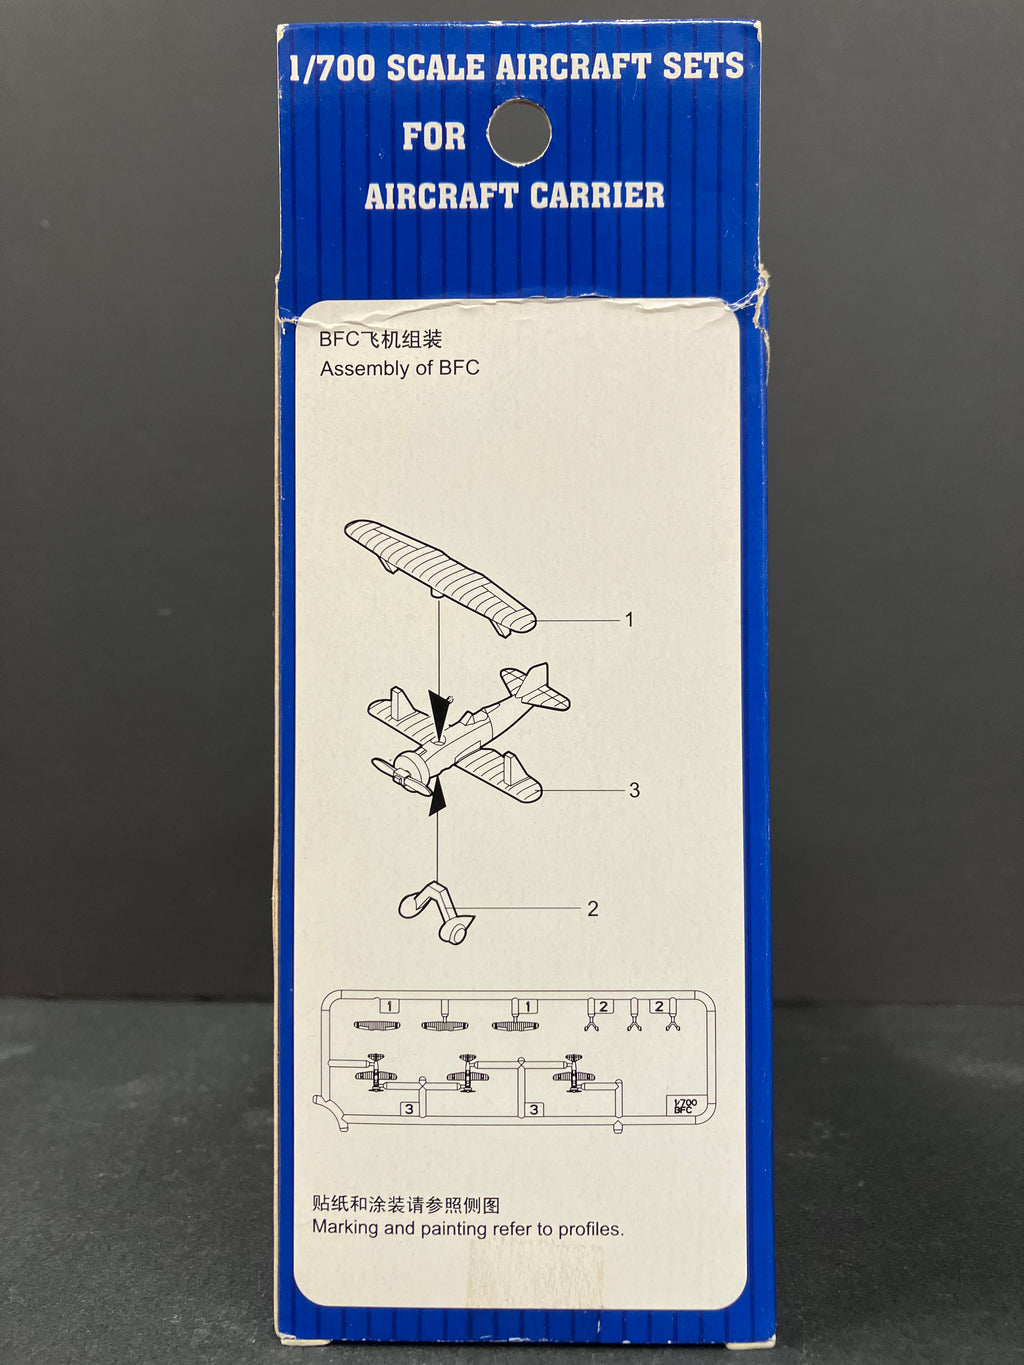 1/700 SCALE AIRCRAFT SETS
FOR
AIRCRAFT CARRIER
BFC飞机组装
Assembly of BFC
1
3
2
1
1
2
2
3
3
1/700
BFC
贴纸和涂装请参照侧图
Marking and painting refer to profiles.